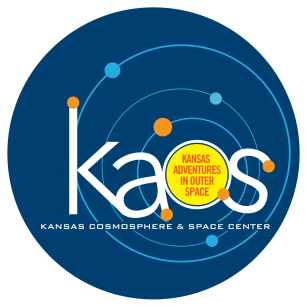 kaos
KANSAS
ADVENTURES
IN OUTER
SPACE
KANSAS COSMOSPHERE & SPACE CENTER